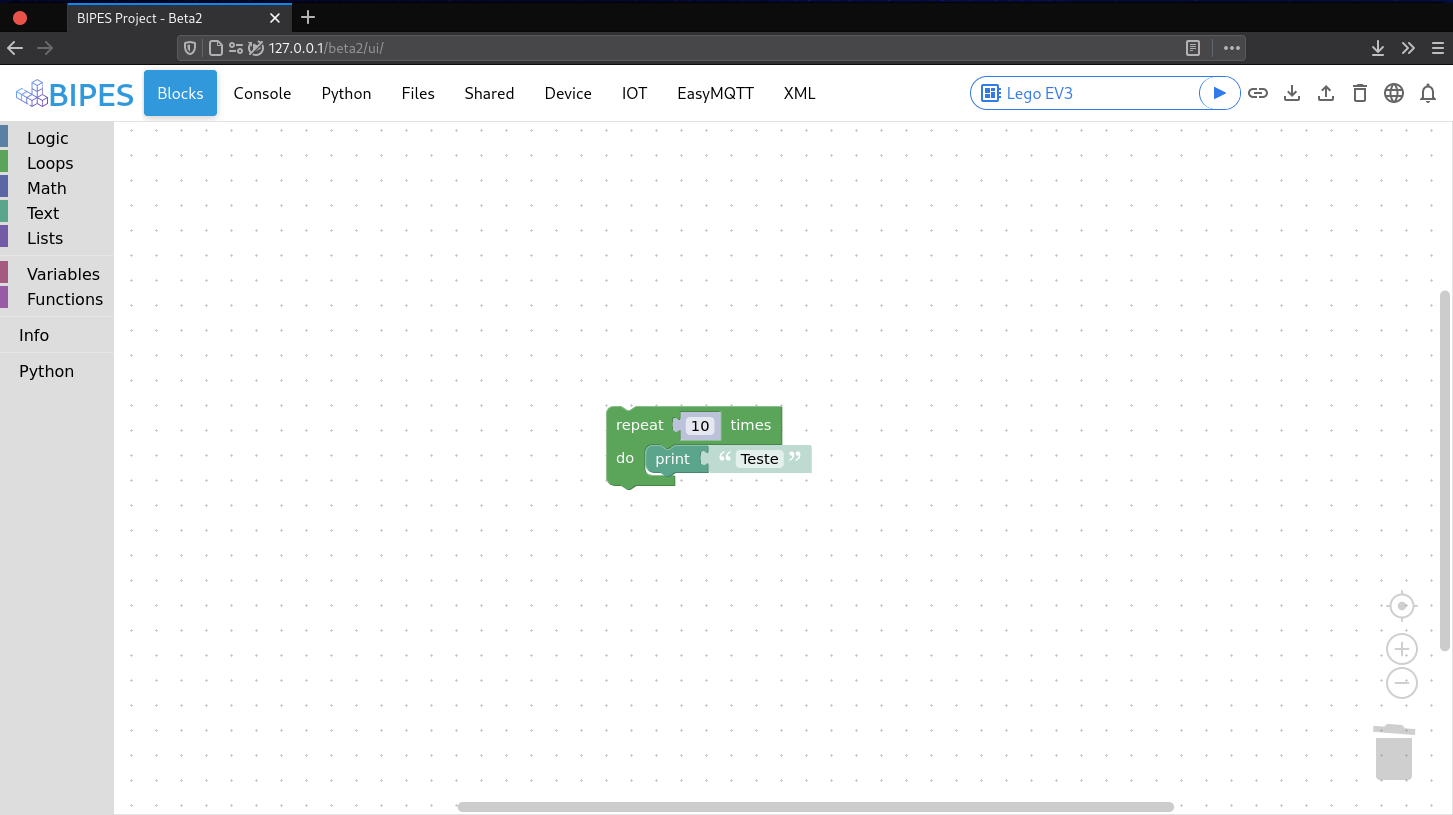 BIPES Project - Beta2
127.0.0.1/beta2/ui/
BIPES Blocks Console Python Files Shared Device IOT EasyMQTT XML Lego EV3
Logic
Loops
Math
Text
Lists
Variables
Functions
Info
Python
repeat 10 times
do print “ Teste ”